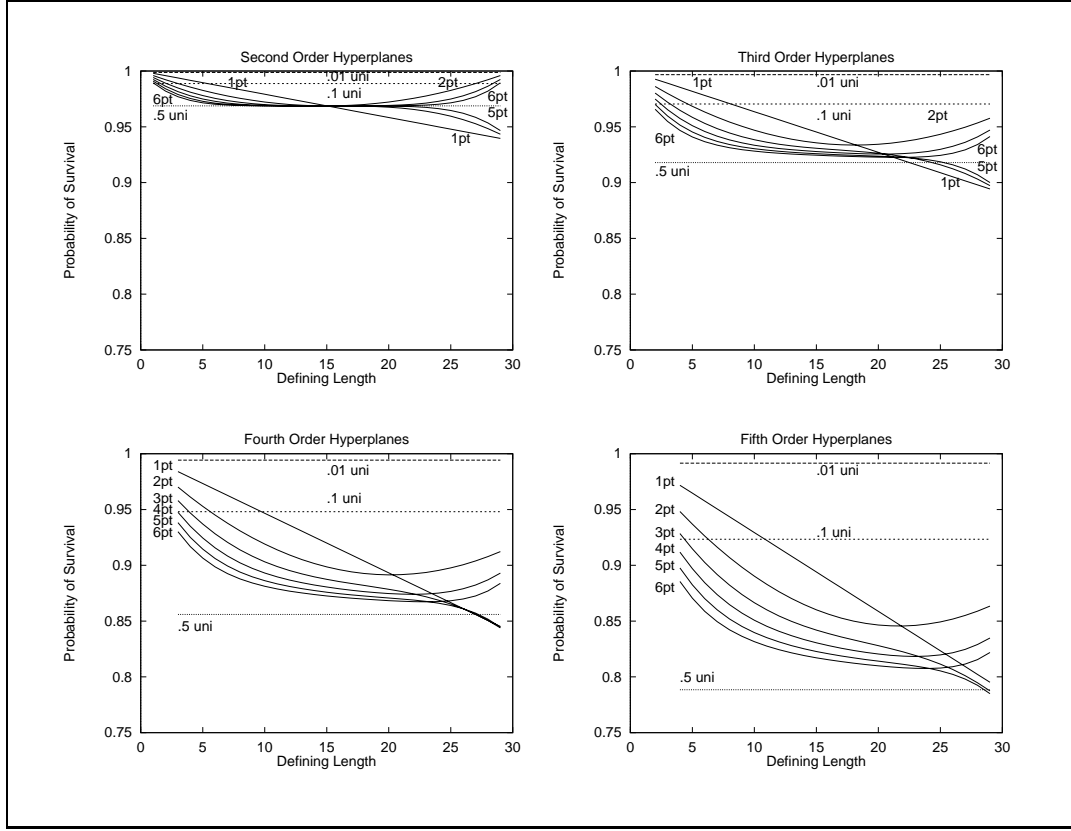 Second Order Hyperplanes
Probability of Survival
1
0.95
0.9
0.85
0.8
0.75
0 5 10 15 20 25 30
Defining Length
1pt
.01 uni
2pt
.1 uni
6pt
.5 uni
6pt
5pt
1pt
Third Order Hyperplanes
Probability of Survival
1
0.95
0.9
0.85
0.8
0.75
0 5 10 15 20 25 30
Defining Length
1pt
.01 uni
.1 uni
2pt
6pt
.5 uni
6pt
5pt
1pt
Fourth Order Hyperplanes
Probability of Survival
1
0.95
0.9
0.85
0.8
0.75
0 5 10 15 20 25 30
Defining Length
1pt
2pt
3pt
4pt
5pt
6pt
.01 uni
.1 uni
.5 uni
Fifth Order Hyperplanes
Probability of Survival
1
0.95
0.9
0.85
0.8
0.75
0 5 10 15 20 25 30
Defining Length
1pt
2pt
3pt
4pt
5pt
6pt
.01 uni
.1 uni
.5 uni